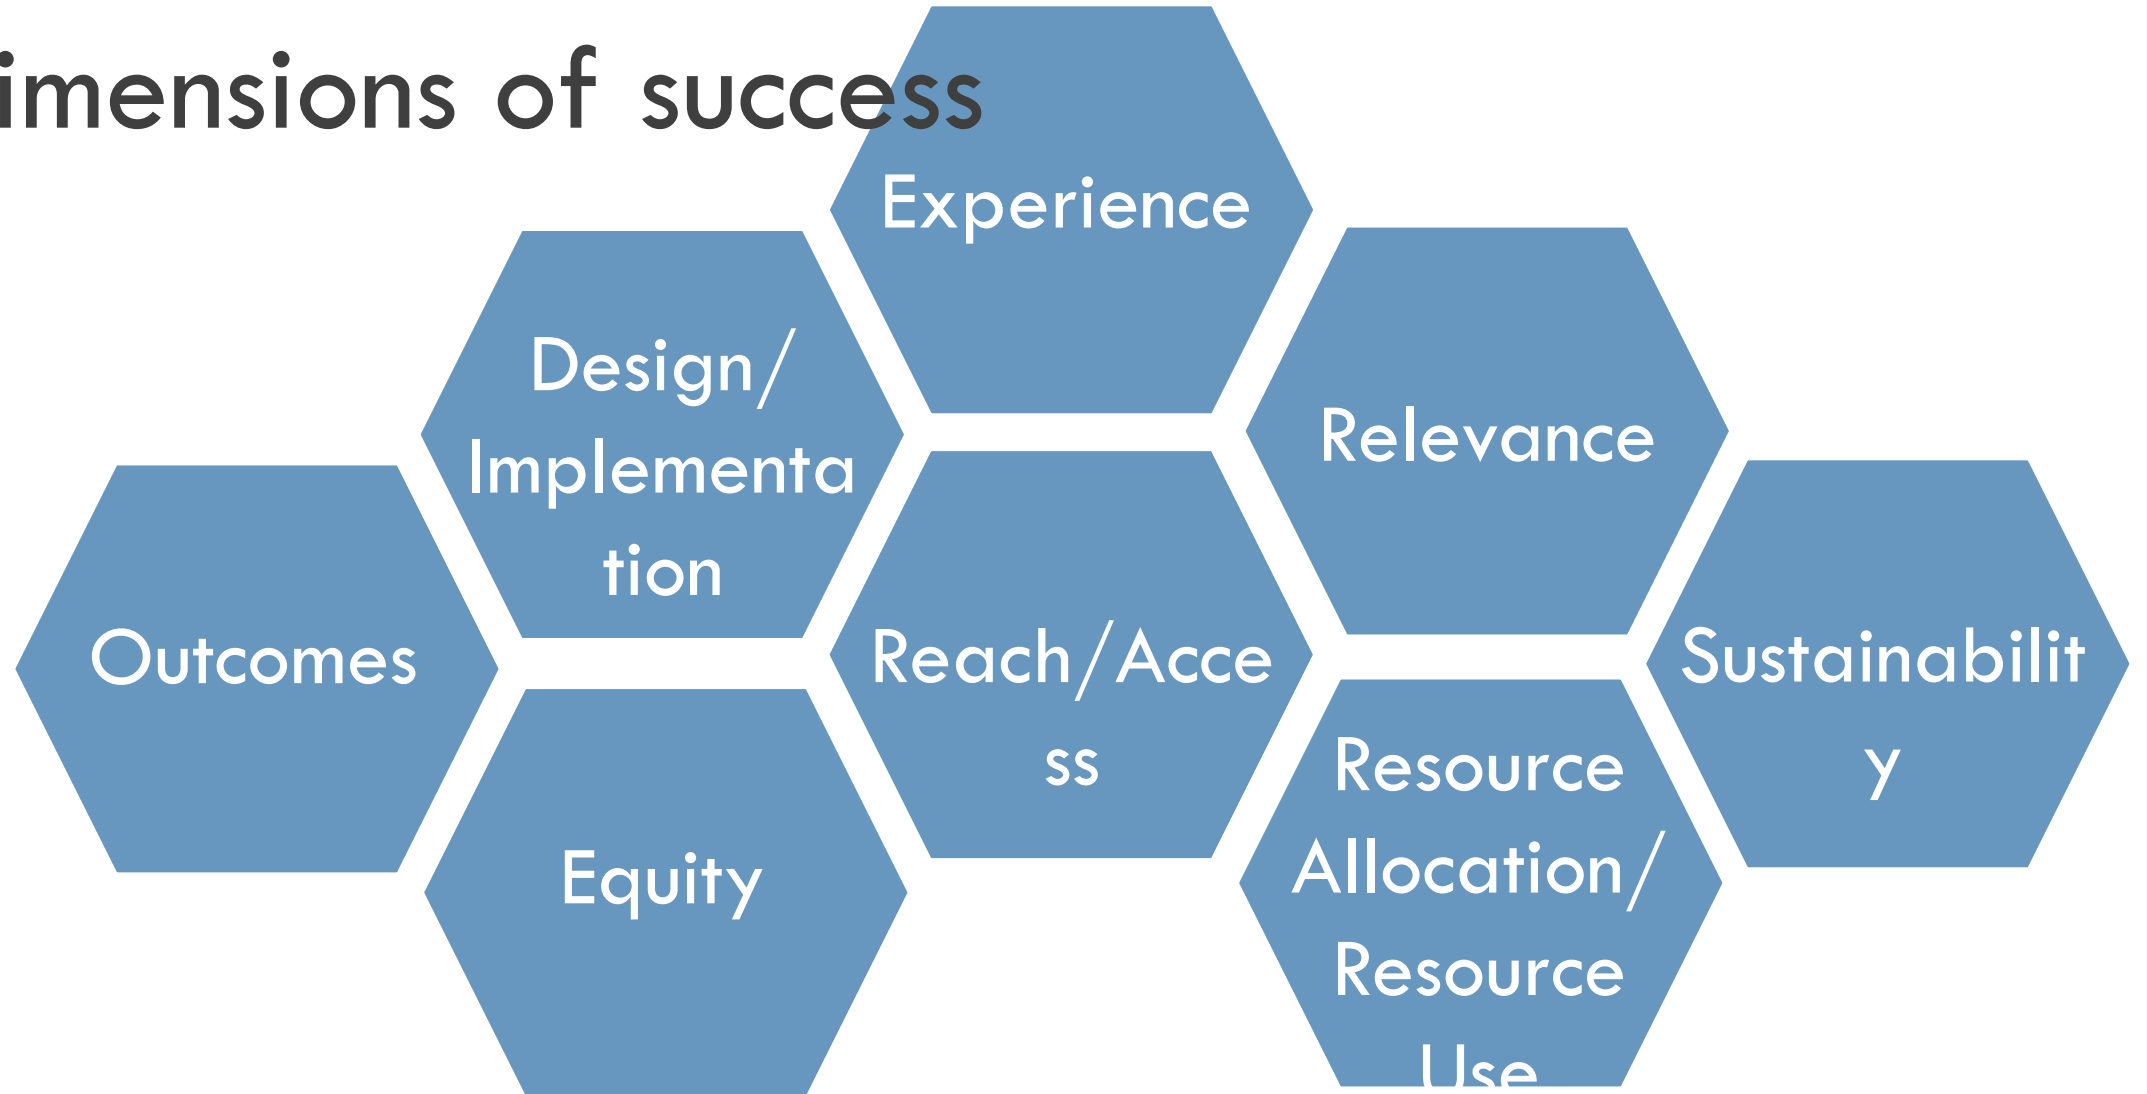 imensions of success
Experience
Design/
Implementa
tion
Relevance
Outcomes
Reach/Acce
ss
Sustainabilit
y
Equity
Resource
Allocation/
Resource
Use